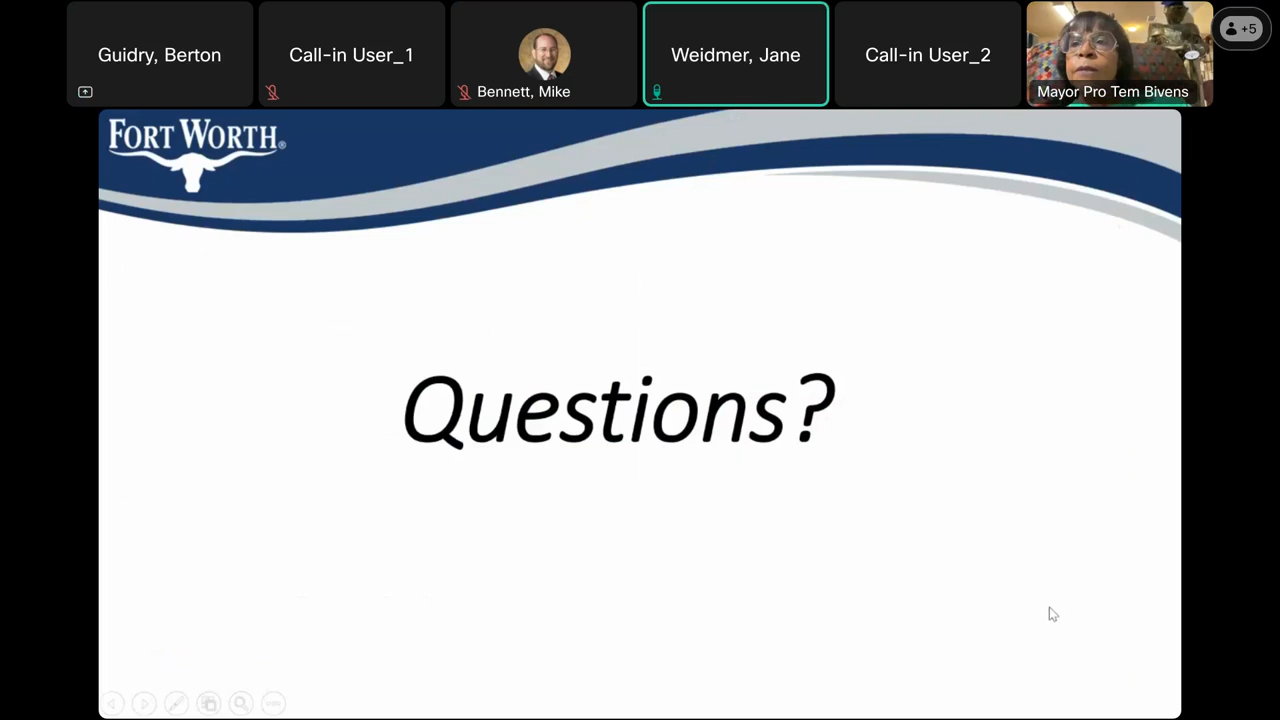 Guidry, Berton
Call-in User_1
Bennett, Mike
Weidmer, Jane
Call-in User_2
Mayor Pro Tem Bivens
+5
FORT WORTH®
Questions?